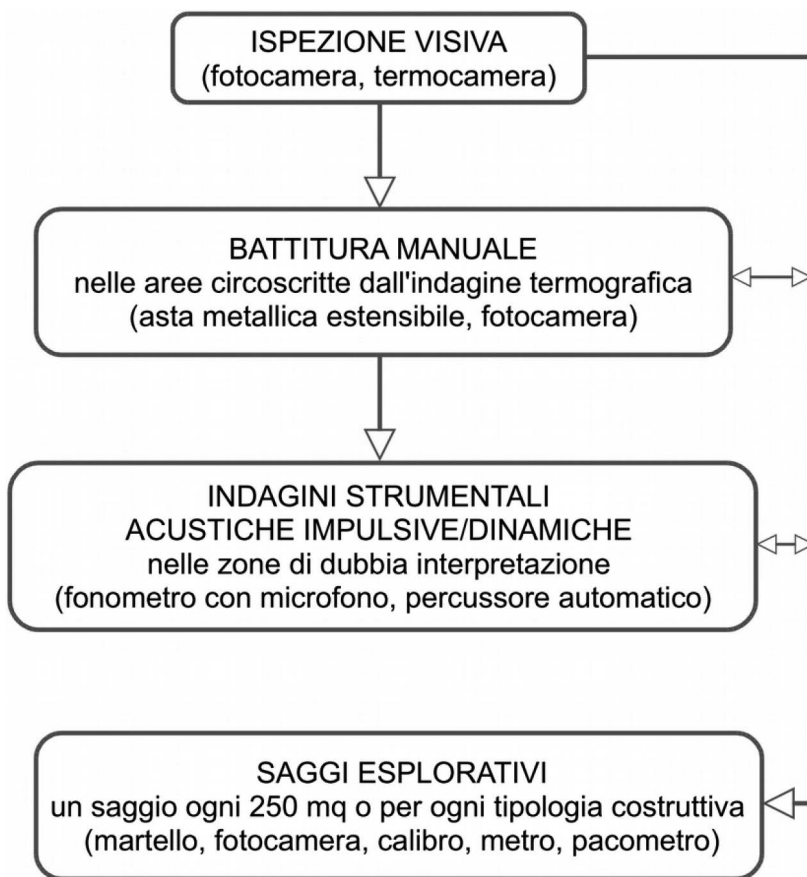 ISPEZIONE VISIVA
(fotocamera, termocamera)
BATTITURA MANUALE
nelle aree circoscritte dall'indagine termografica
(asta metallica estensibile, fotocamera)
INDAGINI STRUMENTALI
ACUSTICHE IMPULSIVE/DINAMICHE
nelle zone di dubbia interpretazione
(fonometro con microfono, percussore automatico)
SAGGI ESPLORATIVI
un saggio ogni 250 mq o per ogni tipologia costruttiva
(martello, fotocamera, calibro, metro, pacometro)